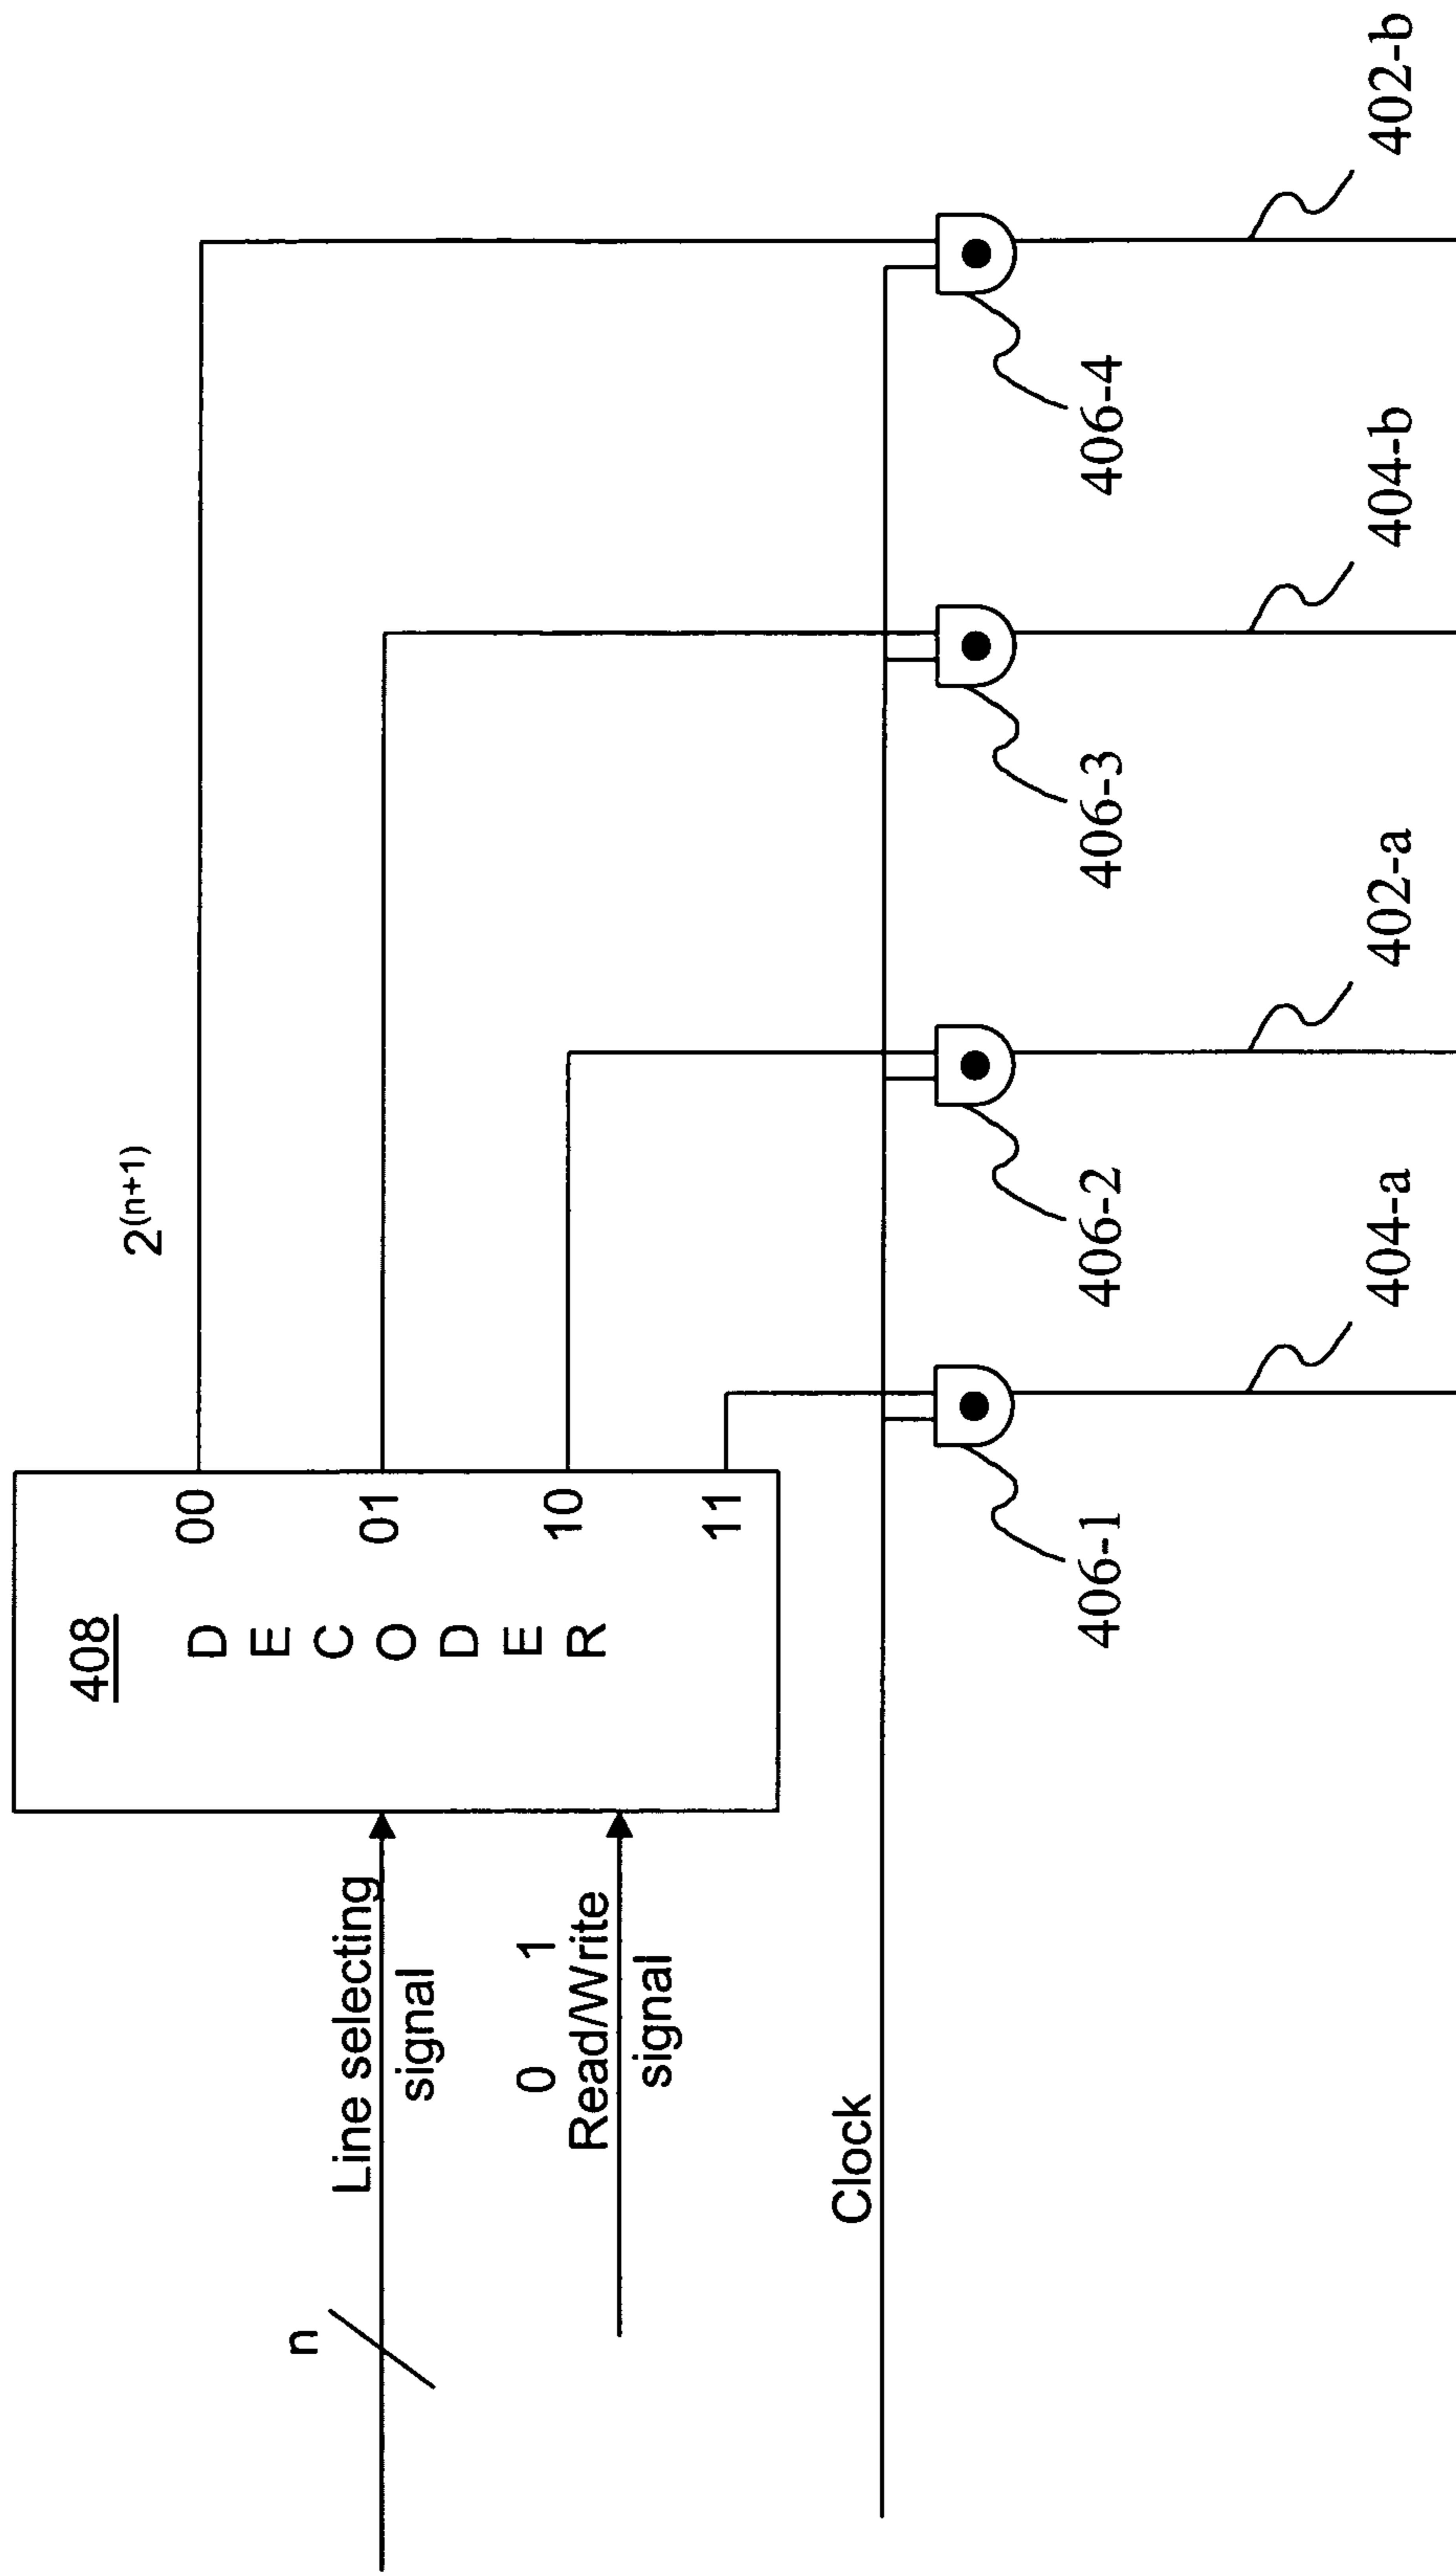 408
D
E
C
O
D
E
R
00
01
10
11
2(n+1)
n
Line selecting
signal
0 1
Read/Write
signal
Clock
406-1
406-2
406-3
406-4
404-a
402-a
404-b
402-b